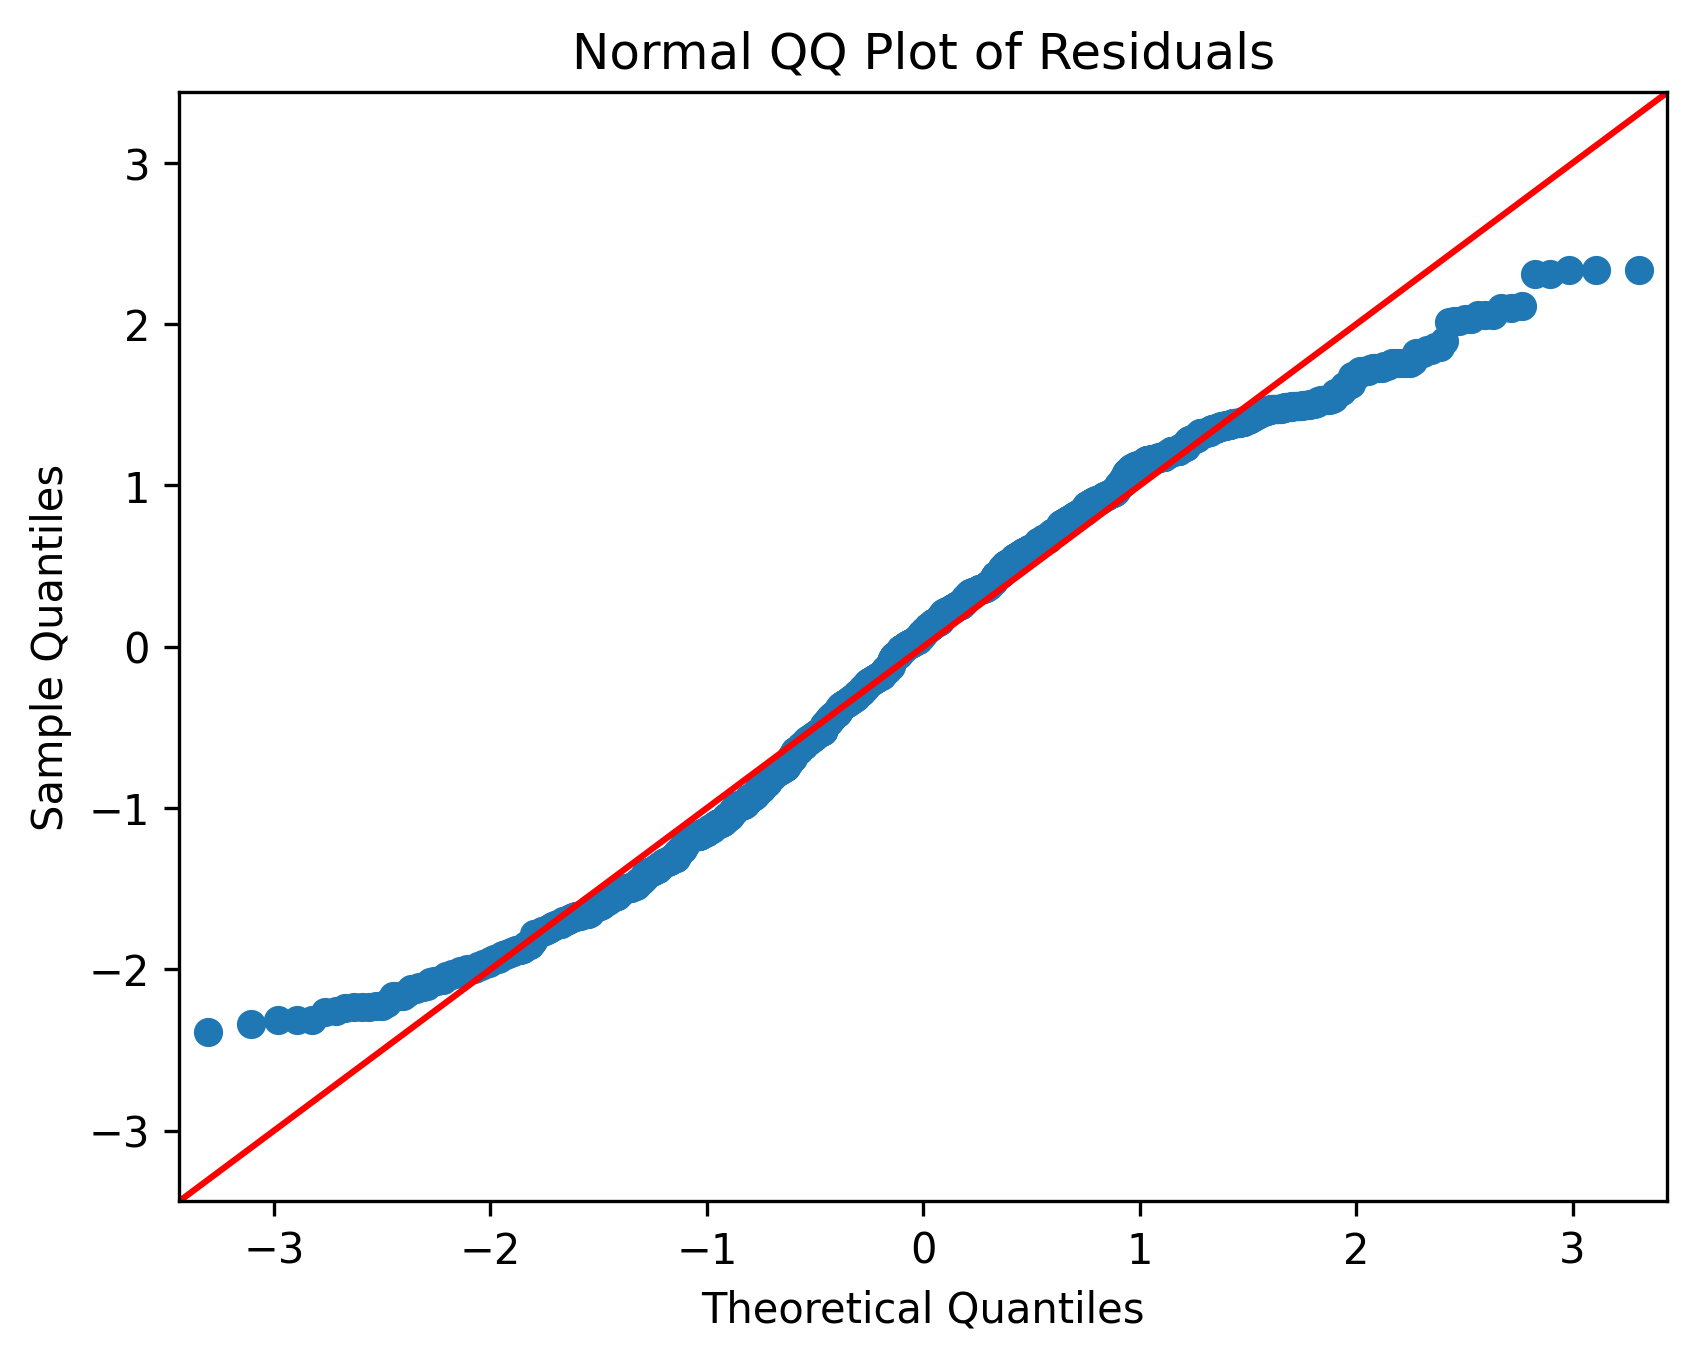 Normal QQ Plot of Residuals
3
2
1
0
−1
−2
−3
Sample Quantiles
−3 −2 −1 0 1 2 3
Theoretical Quantiles